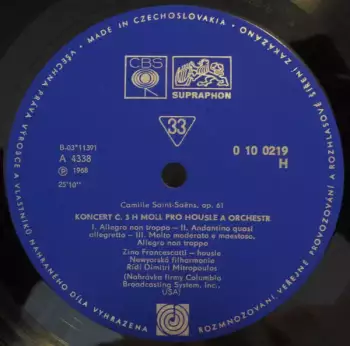 MADE IN CZECHOSLOVAKIA • VŠECHNA PRÁVA VÝROBCE A VLASTNÍKŮ NAHRANÉHO DÍLA VYHRAZENA
ROZMNOŽOVÁNÍ, VEŘEJNÉ PROVOZOVÁNÍ A ROZHLASOVÉ ŠÍŘENÍ ZAKÁZÁNO
CBS
SUPRAPHON
33
B-03*11391
A 4338
Ⓟ 1968
25'10"
0 10 0219
H
Camille Saint-Saëns, op. 61
KONCERT Č. 3 H MOLL PRO HOUSLE A ORCHESTR
I. Allegro non troppo – II. Andantino quasi
allegretto – III. Molto moderato e maestoso,
Allegro non troppo
Zino Francescatti – housle
Newyorská filharmonie
Řídí Dimitri Mitropoulos
(Nahrávka firmy Columbia
Broadcasting System, Inc.,
USA)